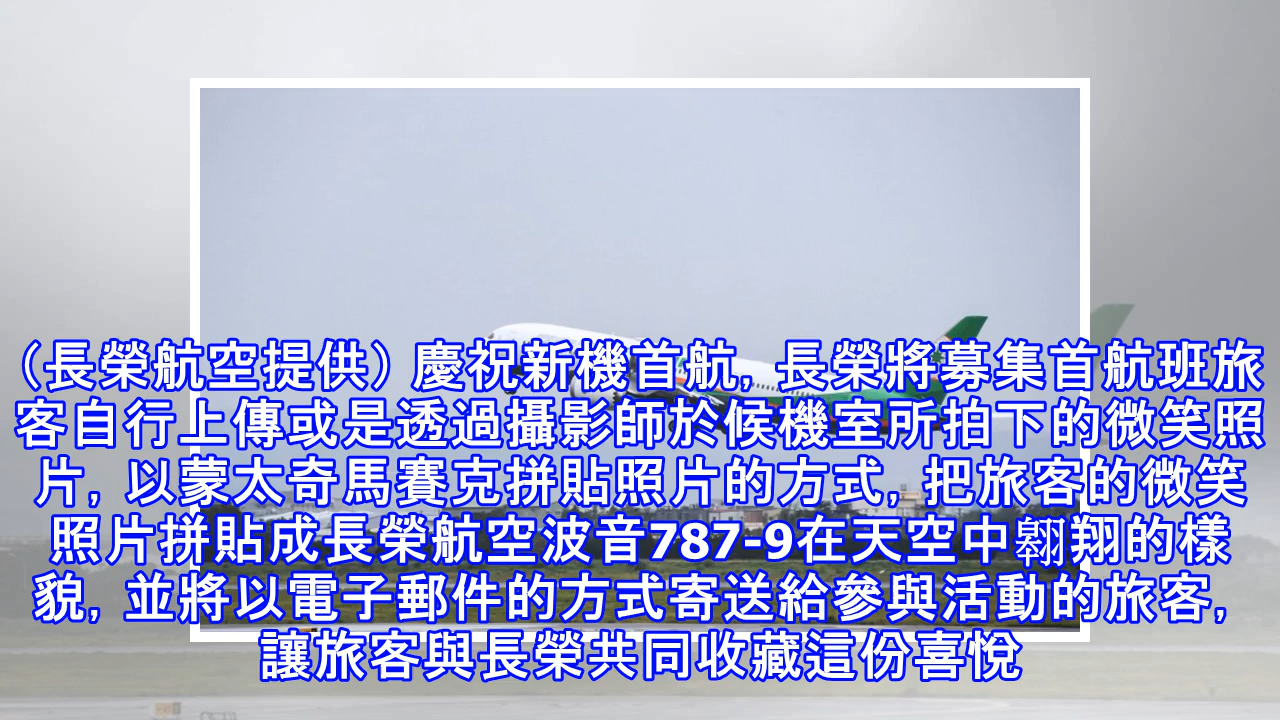 （長榮航空提供）慶祝新機首航, 長榮將募集首航班旅
客自行上傳或是透過攝影師於候機室所拍下的微笑照
片, 以蒙太奇馬賽克拼貼照片的方式, 把旅客的微笑
照片拼貼成長榮航空波音787-9在天空中翱翔的樣
貌, 並將以電子郵件的方式寄送給參與活動的旅客,
讓旅客與長榮共同收藏這份喜悅